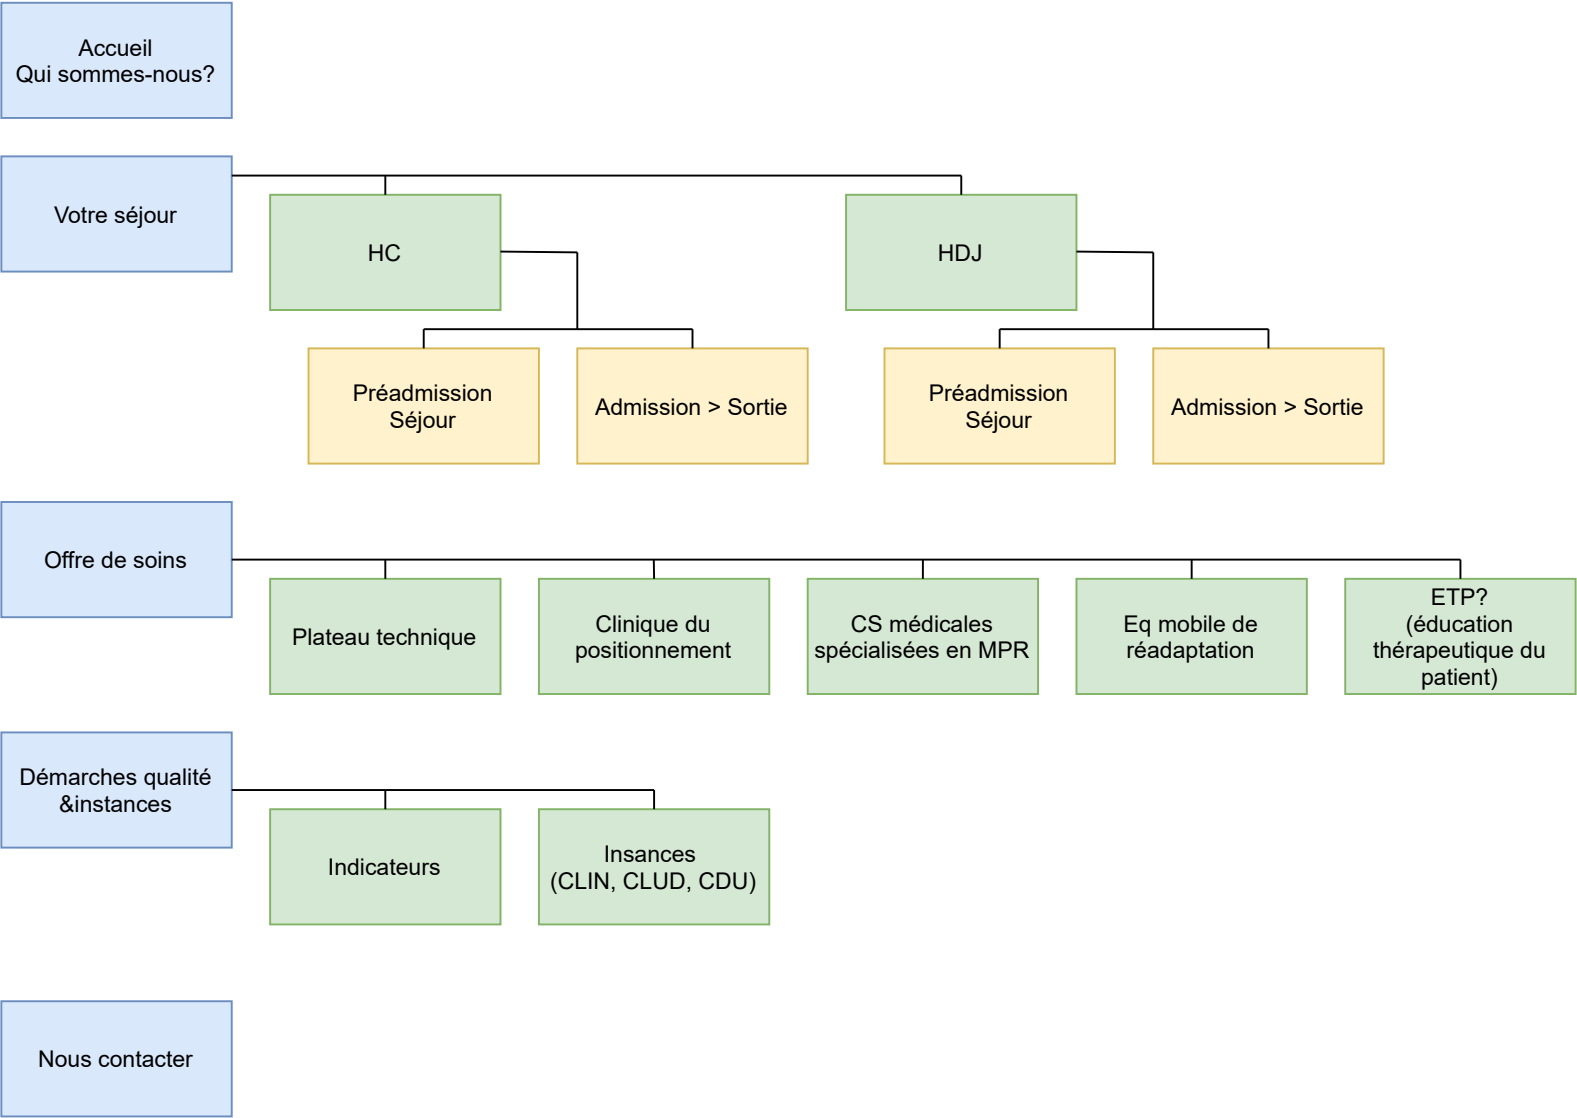 Accueil
Qui sommes-nous?
Votre séjour
HC
HDJ
Préadmission
Séjour
Admission > Sortie
Préadmission
Séjour
Admission > Sortie
Offre de soins
Plateau technique
Clinique du
positionnement
CS médicales
spécialisées en MPR
Eq mobile de
réadaptation
ETP?
(éducation
thérapeutique du
patient)
Démarches qualité
&instances
Indicateurs
Insances
(CLIN, CLUD, CDU)
Nous contacter